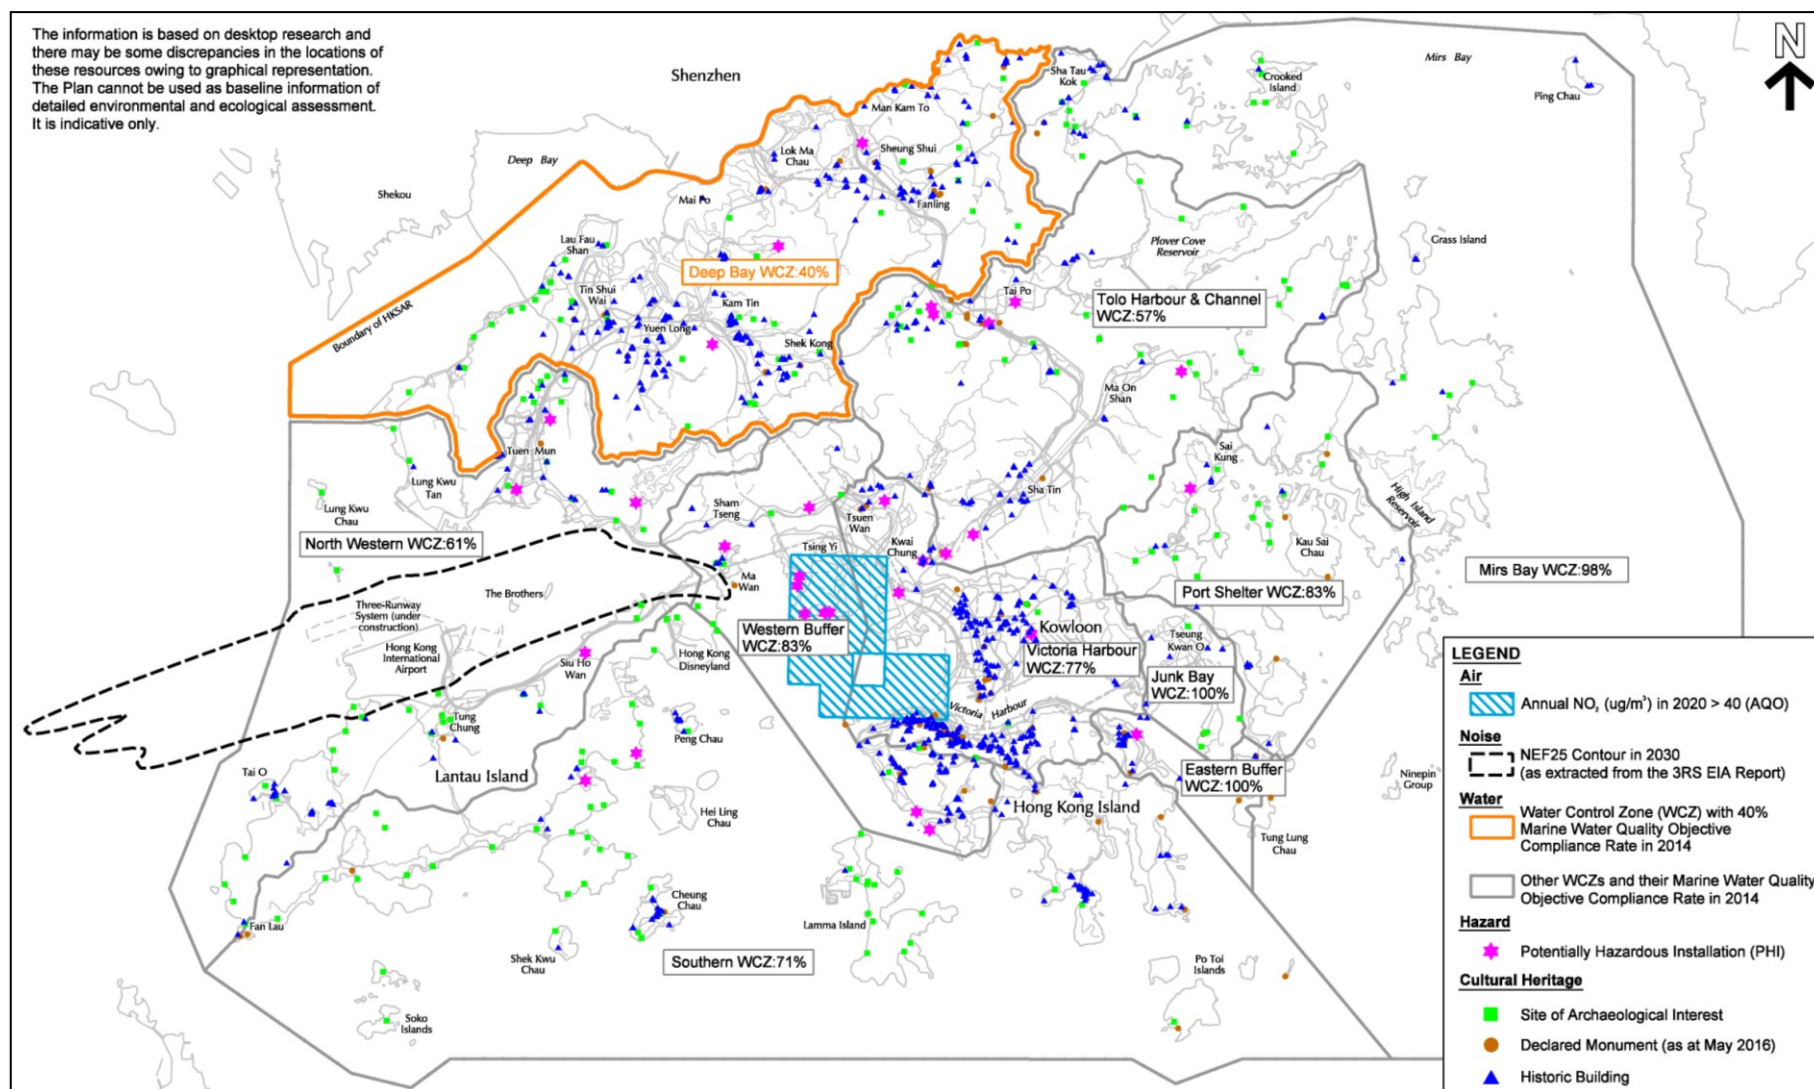 The information is based on desktop research and
there may be some discrepancies in the locations of
these resources owing to graphical representation.
The Plan cannot be used as baseline information of
detailed environmental and ecological assessment.
It is indicative only.
N
Mirs Bay
Shenzhen
Sha Tau
Kok
Crooked
Island
Ping Chau
Man Kam To
Deep Bay
Lok Ma
Chau
Sheung Shui
Shekou
Mai Po
Fanling
Lau Fau
Shan
Plover Cove
Reservoir
Grass Island
Deep Bay WCZ:40%
Tin Shui
Wai
Kam Tin
Tai Po
Tolo Harbour & Channel
WCZ:57%
Boundary of HKSAR
Yuen Long
Shek Kong
Ma On
Shan
Tuen Mun
Sai
Kung
Lung Kwu
Tan
Lung Kwu
Chau
Sham
Tseng
Tsuen
Wan
Sha Tin
High Island
Reservoir
North Western WCZ:61%
Tsing Yi
Kwai
Chung
Kau Sai
Chau
Mirs Bay WCZ:98%
Ma
Wan
The Brothers
Port Shelter WCZ:83%
Three-Runway
System (under
construction)
Western Buffer
WCZ:83%
Kowloon
Victoria Harbour
WCZ:77%
Tseung
Kwan O
Hong Kong
International
Airport
Siu Ho
Wan
Hong Kong
Disneyland
Junk Bay
WCZ:100%
Victoria Harbour
Tung
Chung
Peng Chau
Tai O
Lantau Island
Eastern Buffer
WCZ:100%
Ninepin
Group
Hei Ling
Chau
Hong Kong Island
Tung Lung
Chau
Cheung
Chau
Fan Lau
Lamma Island
Shek Kwu
Chau
Southern WCZ:71%
Po Toi
Islands
Soko
Islands
LEGEND
Air
Annual NO₂ (ug/m³) in 2020 > 40 (AQO)
Noise
NEF25 Contour in 2030
(as extracted from the 3RS EIA Report)
Water
Water Control Zone (WCZ) with 40%
Marine Water Quality Objective
Compliance Rate in 2014
Other WCZs and their Marine Water Quality
Objective Compliance Rate in 2014
Hazard
Potentially Hazardous Installation (PHI)
Cultural Heritage
Site of Archaeological Interest
Declared Monument (as at May 2016)
Historic Building